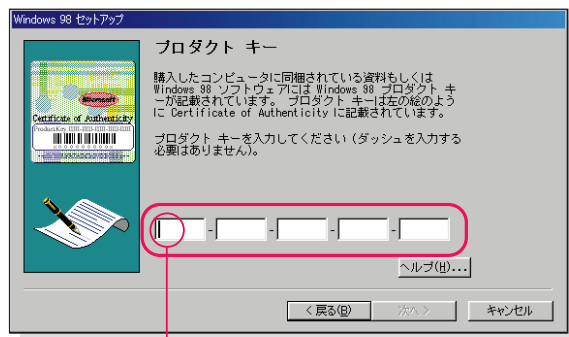 Windows 98 セットアップ
プロダクト キー
購入したコンピュータに同梱されている資料もしくは
Windows 98 ソフトウェアには Windows 98 プロダクト キ
ーが記載されています。 プロダクト キーは左の絵のよう
に Certificate of Authenticity に記載されています。
プロダクト キーを入力してください (ダッシュを入力する
必要はありません)。
Microsoft
Certificate of Authenticity
- - - -
ヘルプ(H)...
< 戻る(B)
次へ >
キャンセル